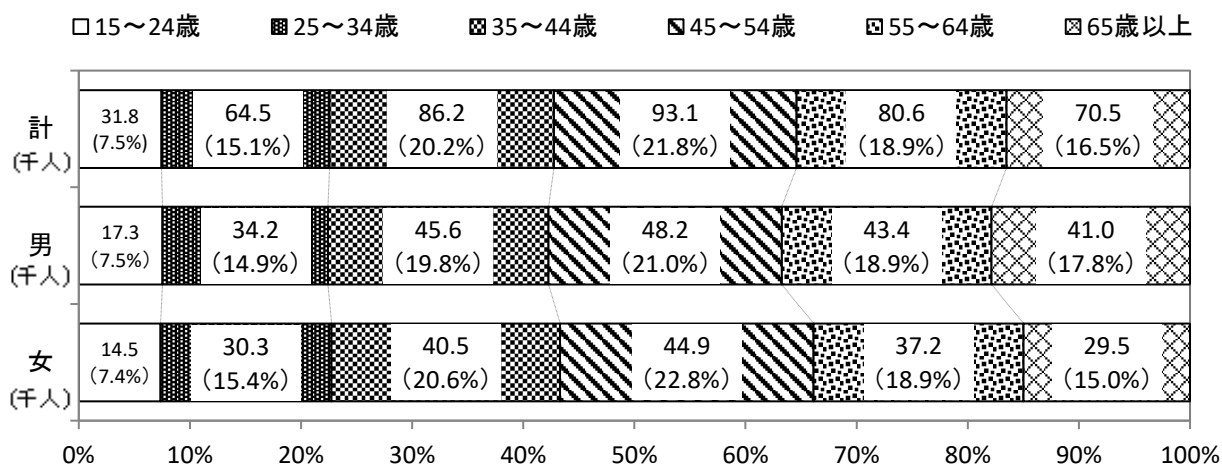 15～24歳 25～34歳 35～44歳 45～54歳 55～64歳 65歳以上
計
(千人)
31.8 64.5 86.2 93.1 80.6 70.5
(7.5%) (15.1%) (20.2%) (21.8%) (18.9%) (16.5%)
男
(千人)
17.3 34.2 45.6 48.2 43.4 41.0
(7.5%) (14.9%) (19.8%) (21.0%) (18.9%) (17.8%)
女
(千人)
14.5 30.3 40.5 44.9 37.2 29.5
(7.4%) (15.4%) (20.6%) (22.8%) (18.9%) (15.0%)
0% 10% 20% 30% 40% 50% 60% 70% 80% 90% 100%